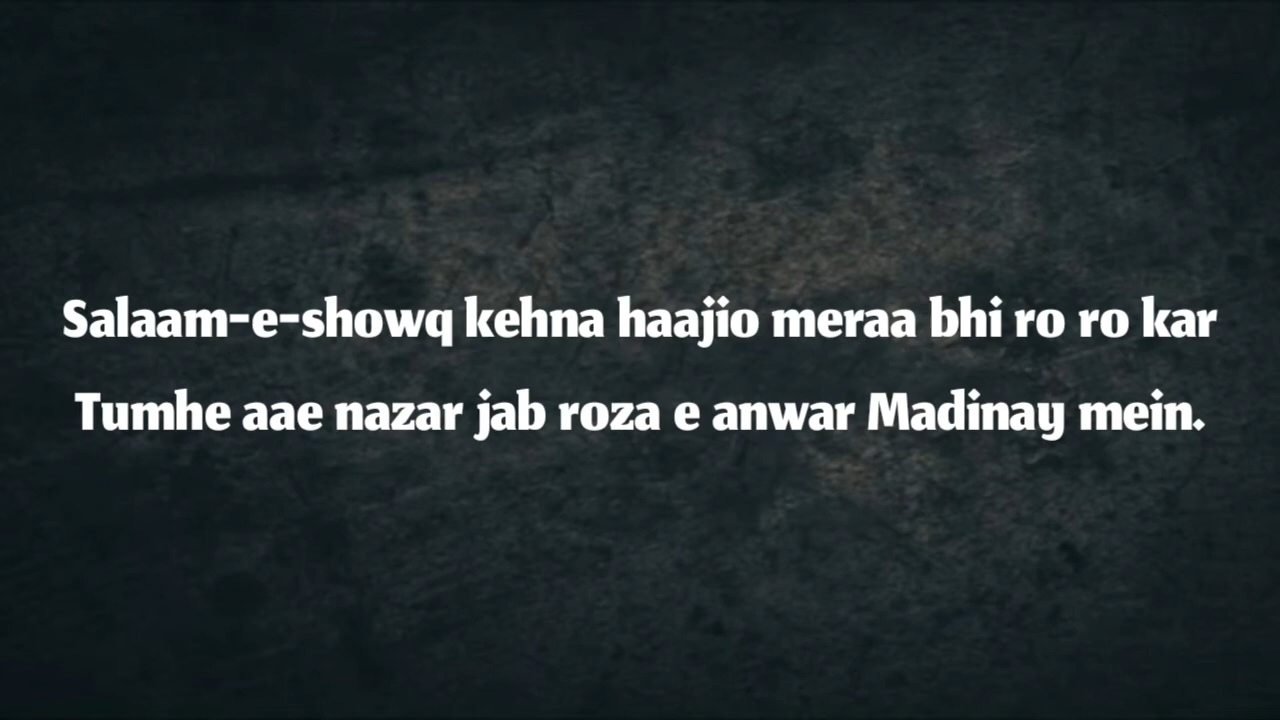 Salaam-e-showq kehna haajio meraa bhi ro ro kar
Tumhe aae nazar jab roza e anwar Madinay mein.